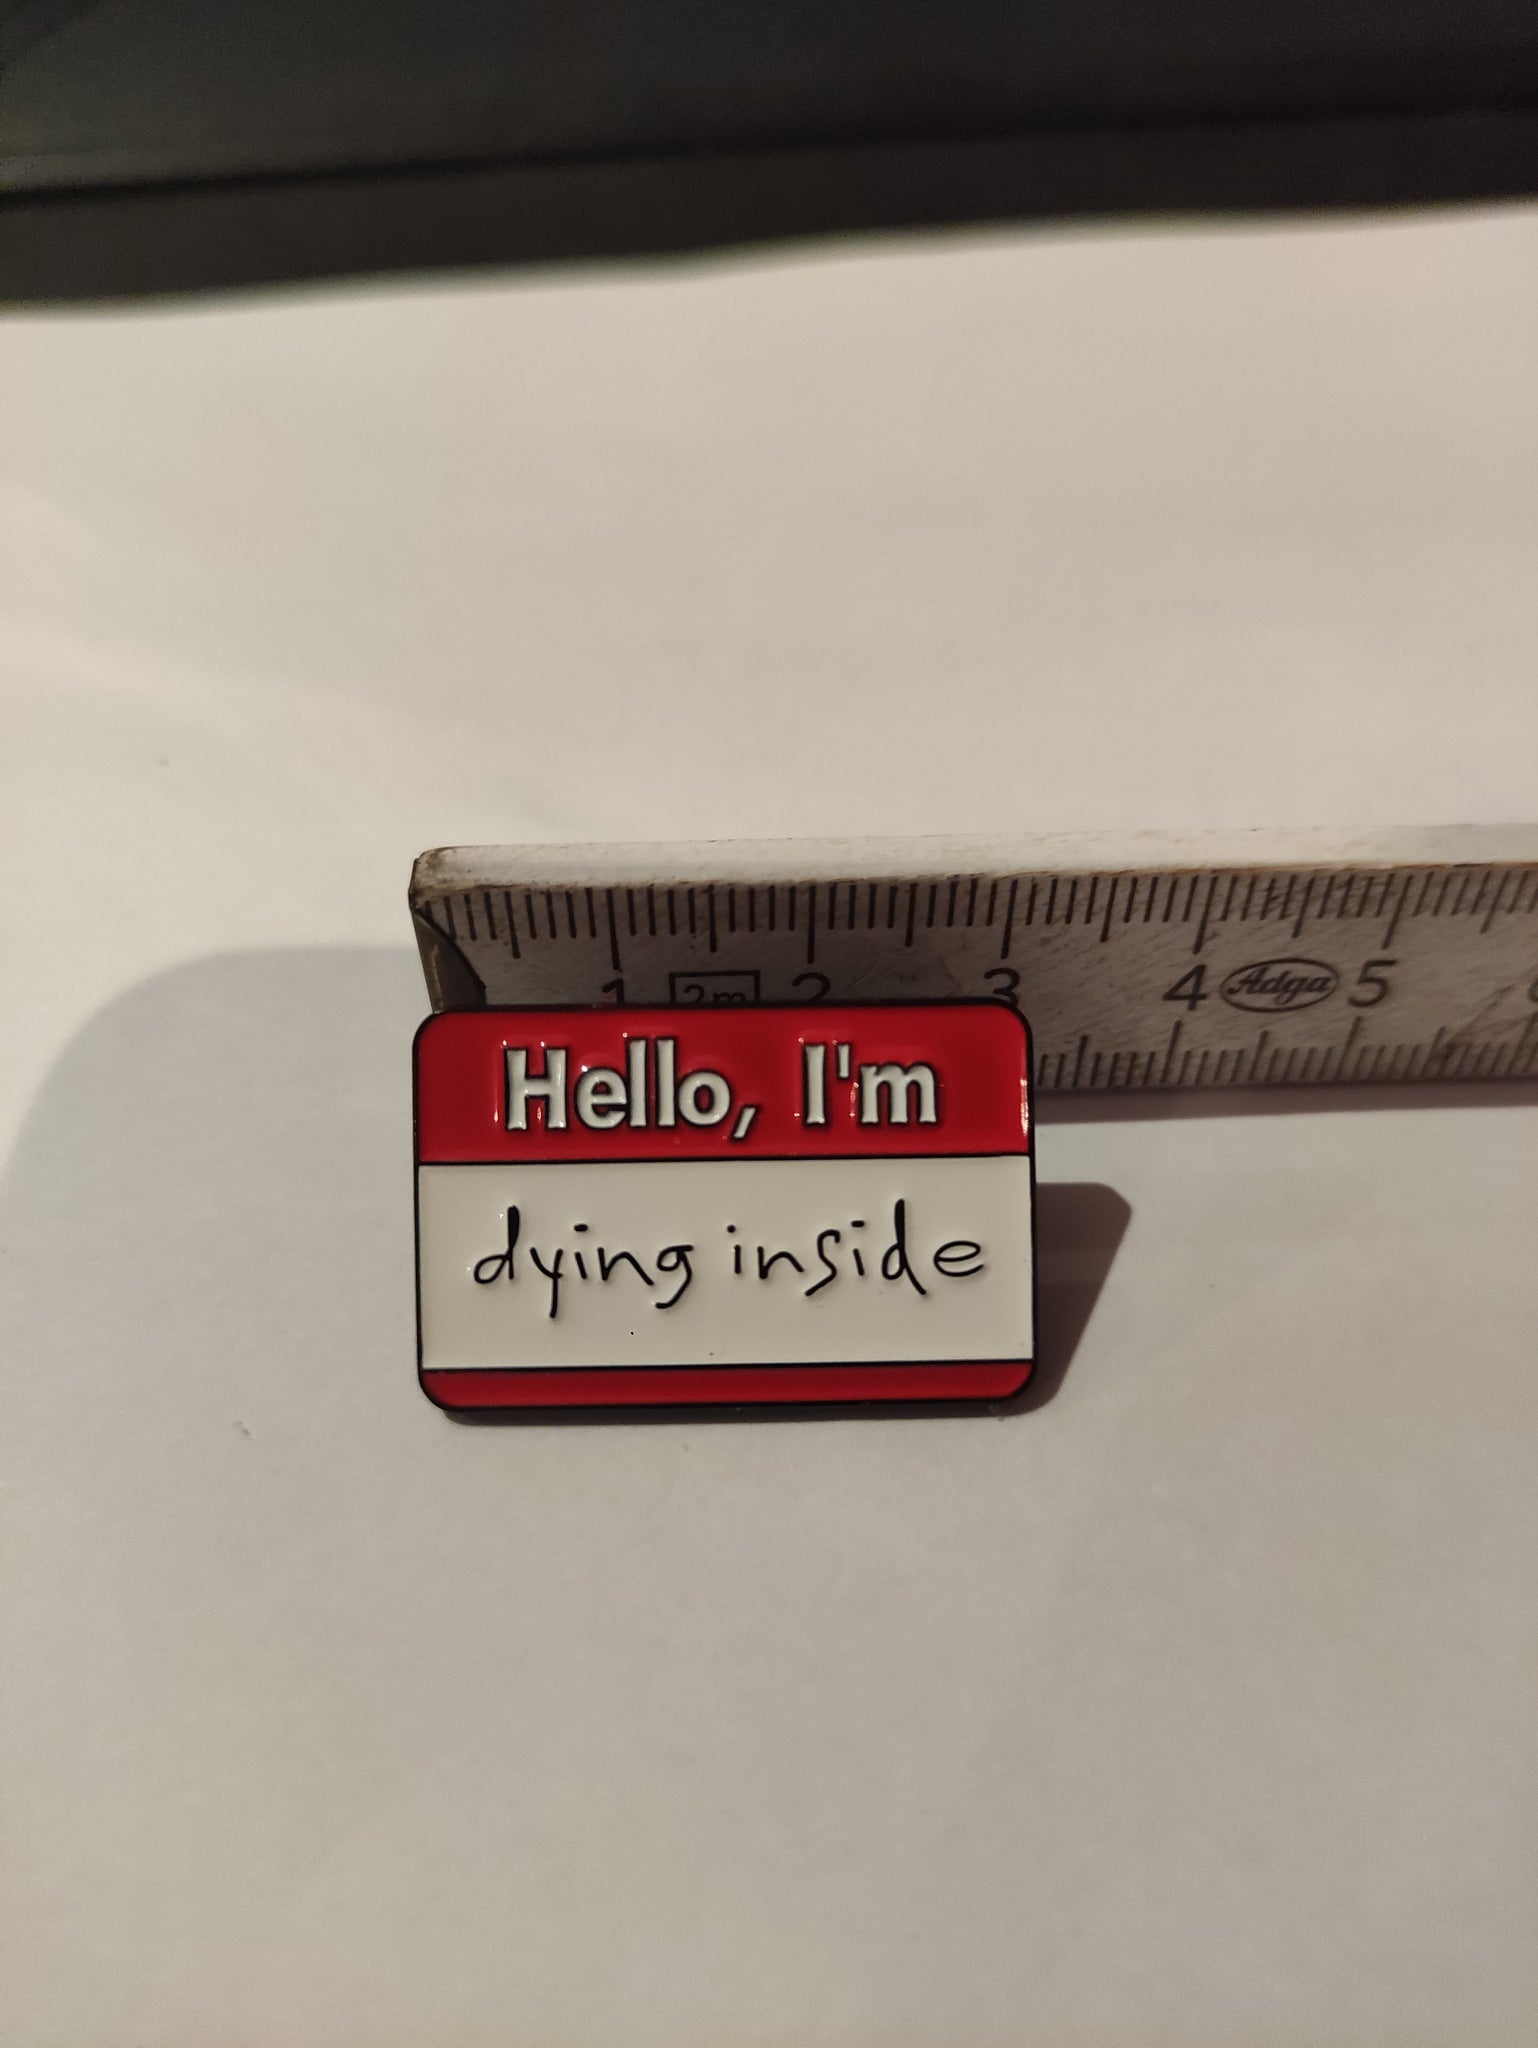 1 2m 2 3 4 Adga 5
Hello, I'm
dying inside